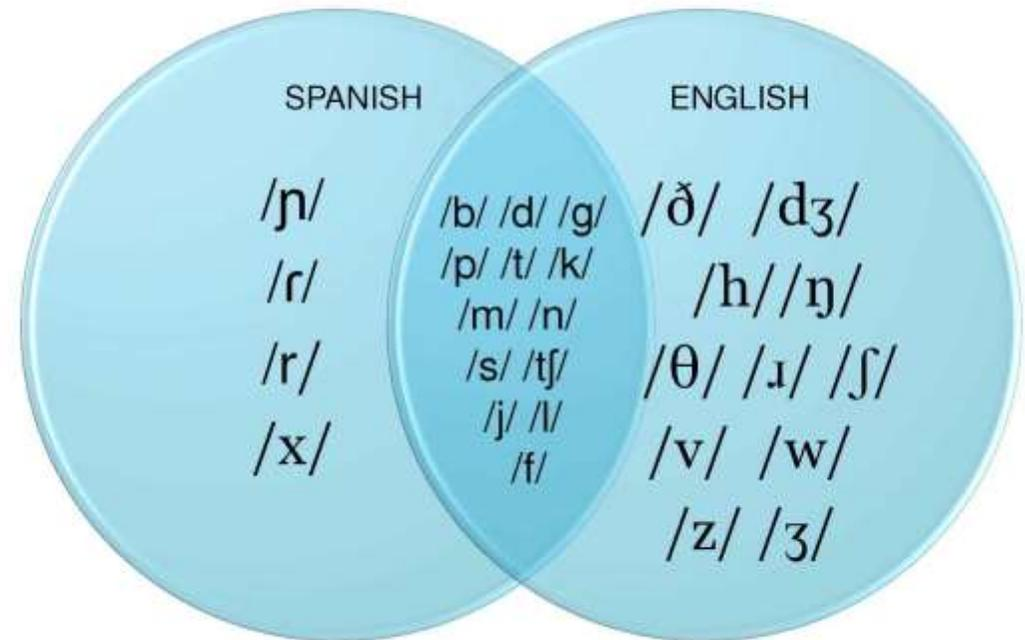 SPANISH
ENGLISH
/ɲ/
/ɾ/
/r/
/x/
/b/ /d/ /g/
/p/ /t/ /k/
/m/ /n/
/s/ /tʃ/
/j/ /l/
/f/
/ð/ /dʒ/
/h/ /ŋ/
/θ/ /ɹ/ /ʃ/
/v/ /w/
/z/ /ʒ/